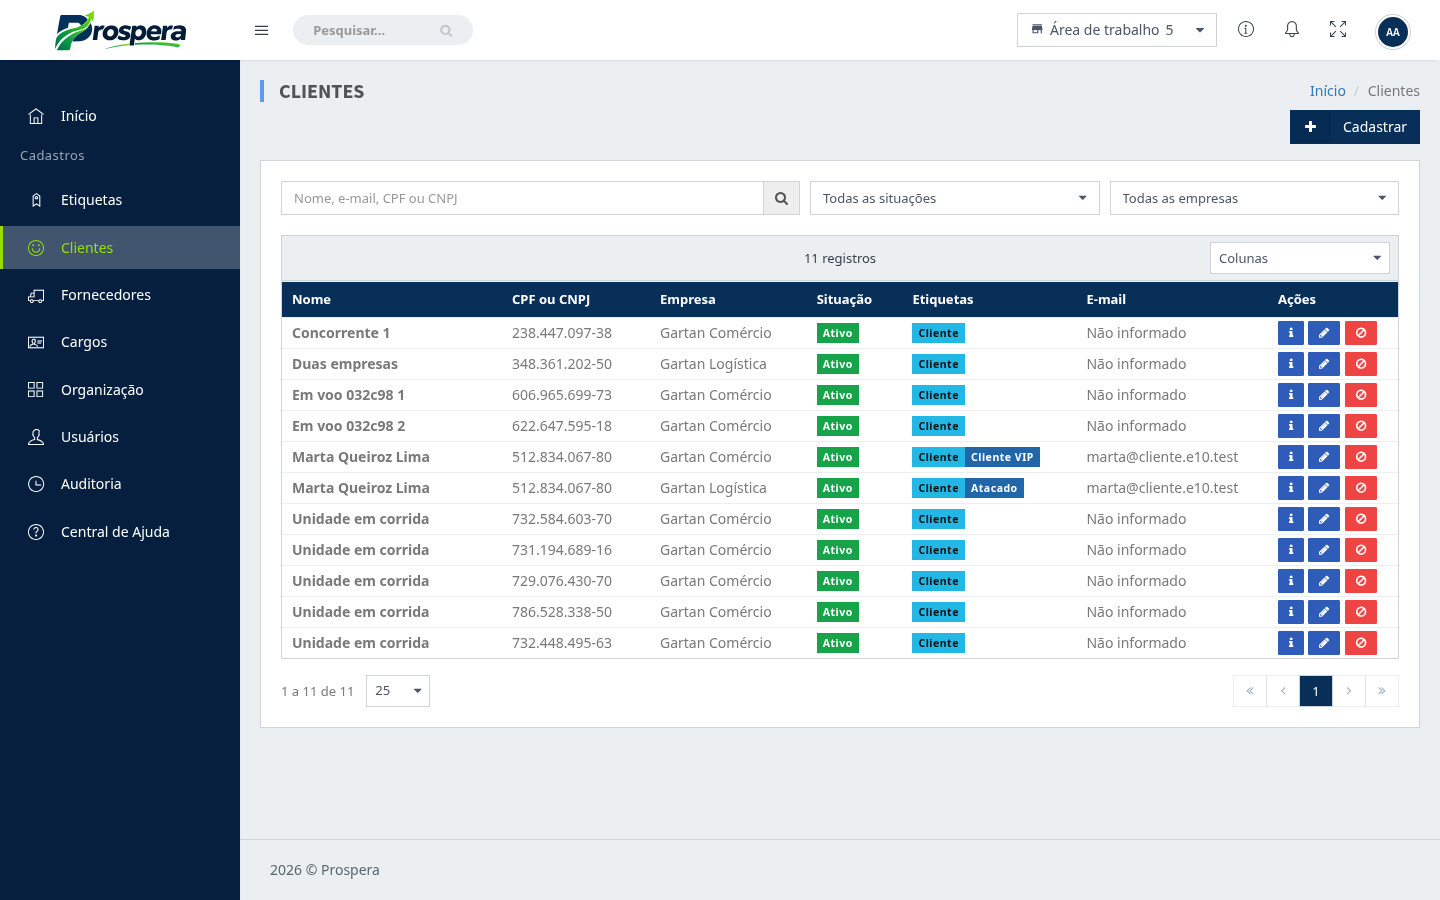 Prospera
Pesquisar...
Área de trabalho 5
AA
Início
Cadastros
Etiquetas
Clientes
Fornecedores
Cargos
Organização
Usuários
Auditoria
Central de Ajuda
CLIENTES
Início / Clientes
Cadastrar
Nome, e-mail, CPF ou CNPJ
Todas as situações
Todas as empresas
11 registros
Colunas
Nome CPF ou CNPJ Empresa Situação Etiquetas E-mail Ações
Concorrente 1 238.447.097-38 Gartan Comércio Ativo Cliente Não informado
Duas empresas 348.361.202-50 Gartan Logística Ativo Cliente Não informado
Em voo 032c98 1 606.965.699-73 Gartan Comércio Ativo Cliente Não informado
Em voo 032c98 2 622.647.595-18 Gartan Comércio Ativo Cliente Não informado
Marta Queiroz Lima 512.834.067-80 Gartan Comércio Ativo Cliente Cliente VIP marta@cliente.e10.test
Marta Queiroz Lima 512.834.067-80 Gartan Logística Ativo Cliente Atacado marta@cliente.e10.test
Unidade em corrida 732.584.603-70 Gartan Comércio Ativo Cliente Não informado
Unidade em corrida 731.194.689-16 Gartan Comércio Ativo Cliente Não informado
Unidade em corrida 729.076.430-70 Gartan Comércio Ativo Cliente Não informado
Unidade em corrida 786.528.338-50 Gartan Comércio Ativo Cliente Não informado
Unidade em corrida 732.448.495-63 Gartan Comércio Ativo Cliente Não informado
1 a 11 de 11 25 « ‹ 1 › »
2026 © Prospera